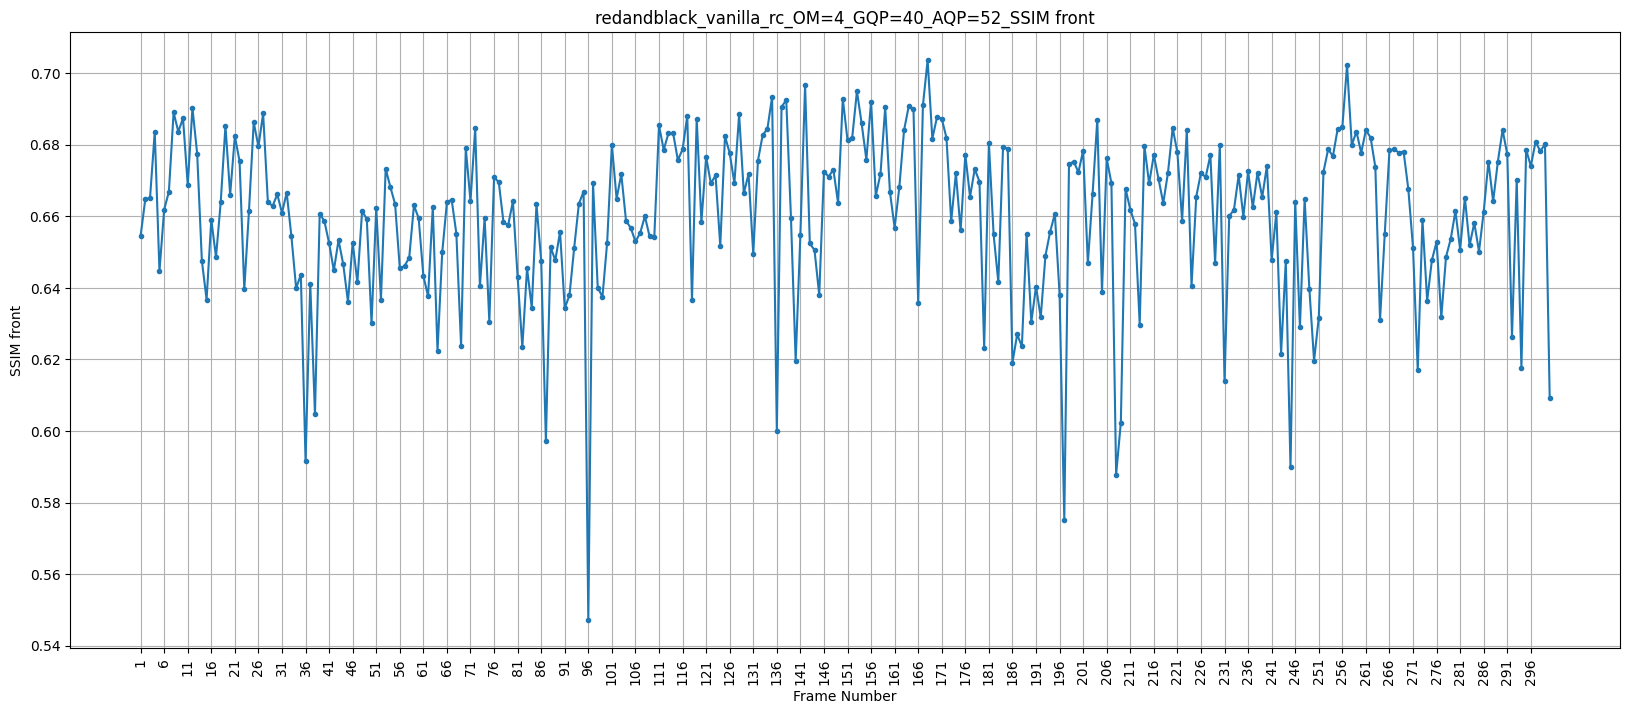 redandblack_vanilla_rc_OM=4_GQP=40_AQP=52_SSIM front
0.70
0.68
0.66
0.64
0.62
0.60
0.58
0.56
0.54
SSIM front
1 6 11 16 21 26 31 36 41 46 51 56 61 66 71 76 81 86 91 96 101 106 111 116 121 126 131 136 141 146 151 156 161 166 171 176 181 186 191 196 201 206 211 216 221 226 231 236 241 246 251 256 261 266 271 276 281 286 291 296
Frame Number